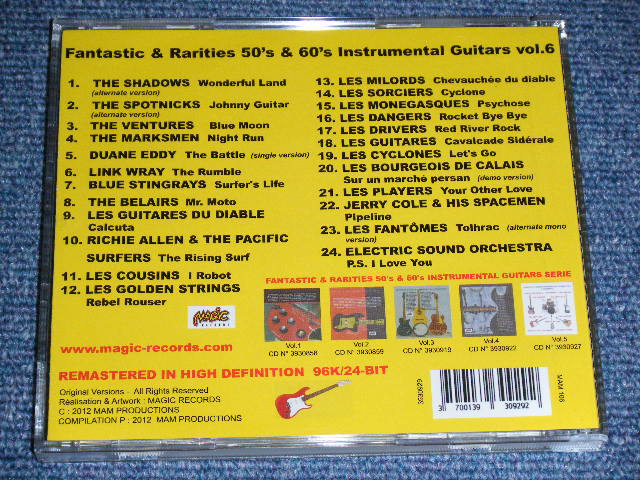 Fantastic & Rarities 50's & 60's Instrumental Guitars vol.6
1. THE SHADOWS Wonderful Land
(alternate version)
2. THE SPOTNICKS Johnny Guitar
(alternate version)
3. THE VENTURES Blue Moon
4. THE MARKSMEN Night Run
5. DUANE EDDY The Battle (single version)
6. LINK WRAY The Rumble
7. BLUE STINGRAYS Surfer's Life
8. THE BELAIRS Mr. Moto
9. LES GUITARES DU DIABLE
Calcuta
10. RICHIE ALLEN & THE PACIFIC
SURFERS The Rising Surf
11. LES COUSINS I Robot
12. LES GOLDEN STRINGS
Rebel Rouser
13. LES MILORDS Chevauchée du diable
14. LES SORCIERS Cyclone
15. LES MONEGASQUES Psychose
16. LES DANGERS Rocket Bye Bye
17. LES DRIVERS Red River Rock
18. LES GUITARES Cavalcade Sidérale
19. LES CYCLONES Let's Go
20. LES BOURGEOIS DE CALAIS
Sur un marché persan (demo version)
21. LES PLAYERS Your Other Love
22. JERRY COLE & HIS SPACEMEN
Pipeline
23. LES FANTÔMES Tolhrac (alternate mono
version)
24. ELECTRIC SOUND ORCHESTRA
P.S. I Love You
MAGIC
RECORDS
www.magic-records.com
FANTASTIC & RARITIES 50's & 60's INSTRUMENTAL GUITARS SERIE
Vol.1
CD N° 3930858
Vol.2
CD N° 3930859
Vol.3
CD N° 3930919
Vol.4
CD N° 3930922
Vol.5
CD N° 3930927
REMASTERED IN HIGH DEFINITION 96K/24-BIT
Original Versions - All Rights Reserved
Réalisation & Artwork : MAGIC RECORDS
C : 2012 MAM PRODUCTIONS
COMPILATION P : 2012 MAM PRODUCTIONS
3930929
3 700139 309292
MAM 106